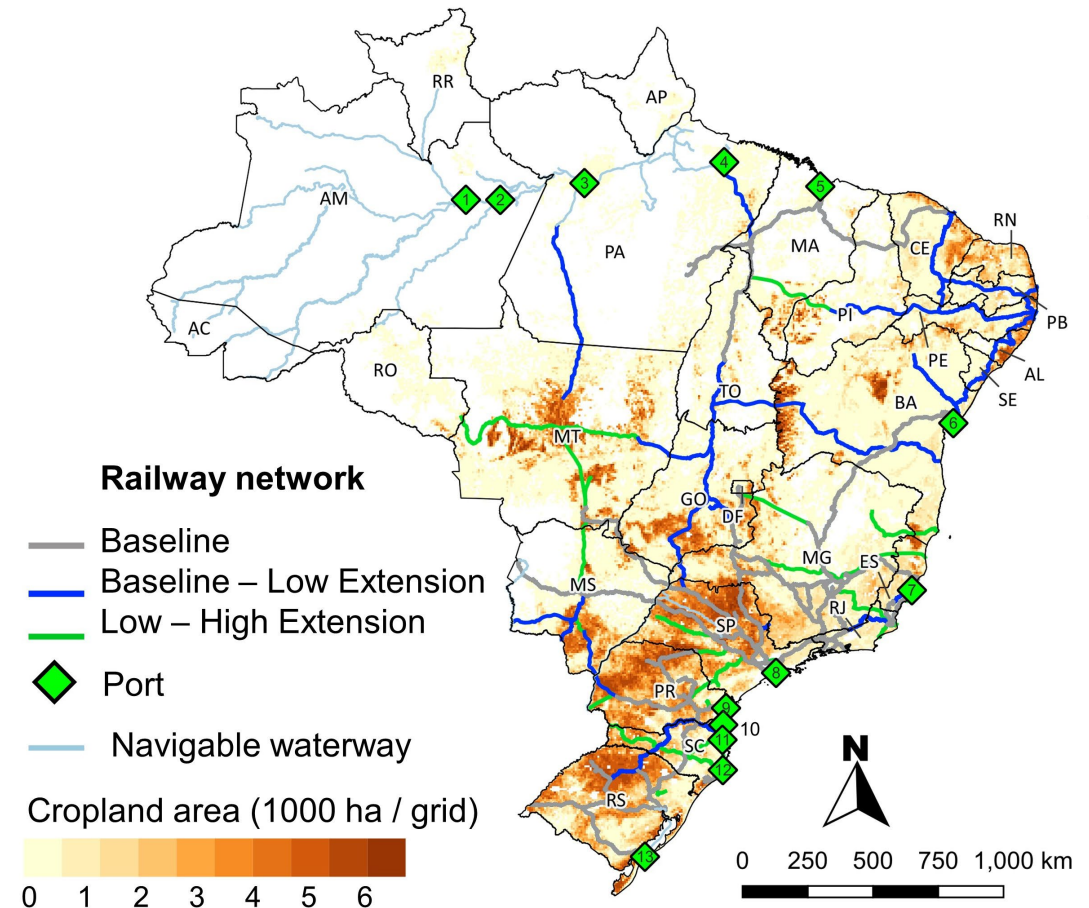 RR
AP
4
3
5
1
2
AM
RN
PA
MA
CE
AC
PI
PB
RO
PE
AL
TO
BA
SE
6
MT
Railway network
GO
DF
Baseline
MG
ES
Baseline – Low Extension
MS
7
RJ
Low – High Extension
SP
8
Port
PR
9
10
11
SC
Navigable waterway
12
N
RS
Cropland area (1000 ha / grid)
13
0 250 500 750 1,000 km
0 1 2 3 4 5 6